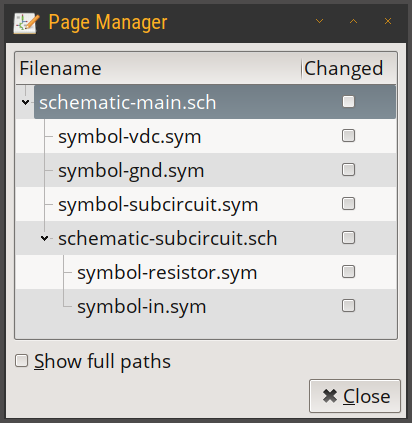 Page Manager
Filename Changed
schematic-main.sch
symbol-vdc.sym
symbol-gnd.sym
symbol-subcircuit.sym
schematic-subcircuit.sch
symbol-resistor.sym
symbol-in.sym
Show full paths
Close